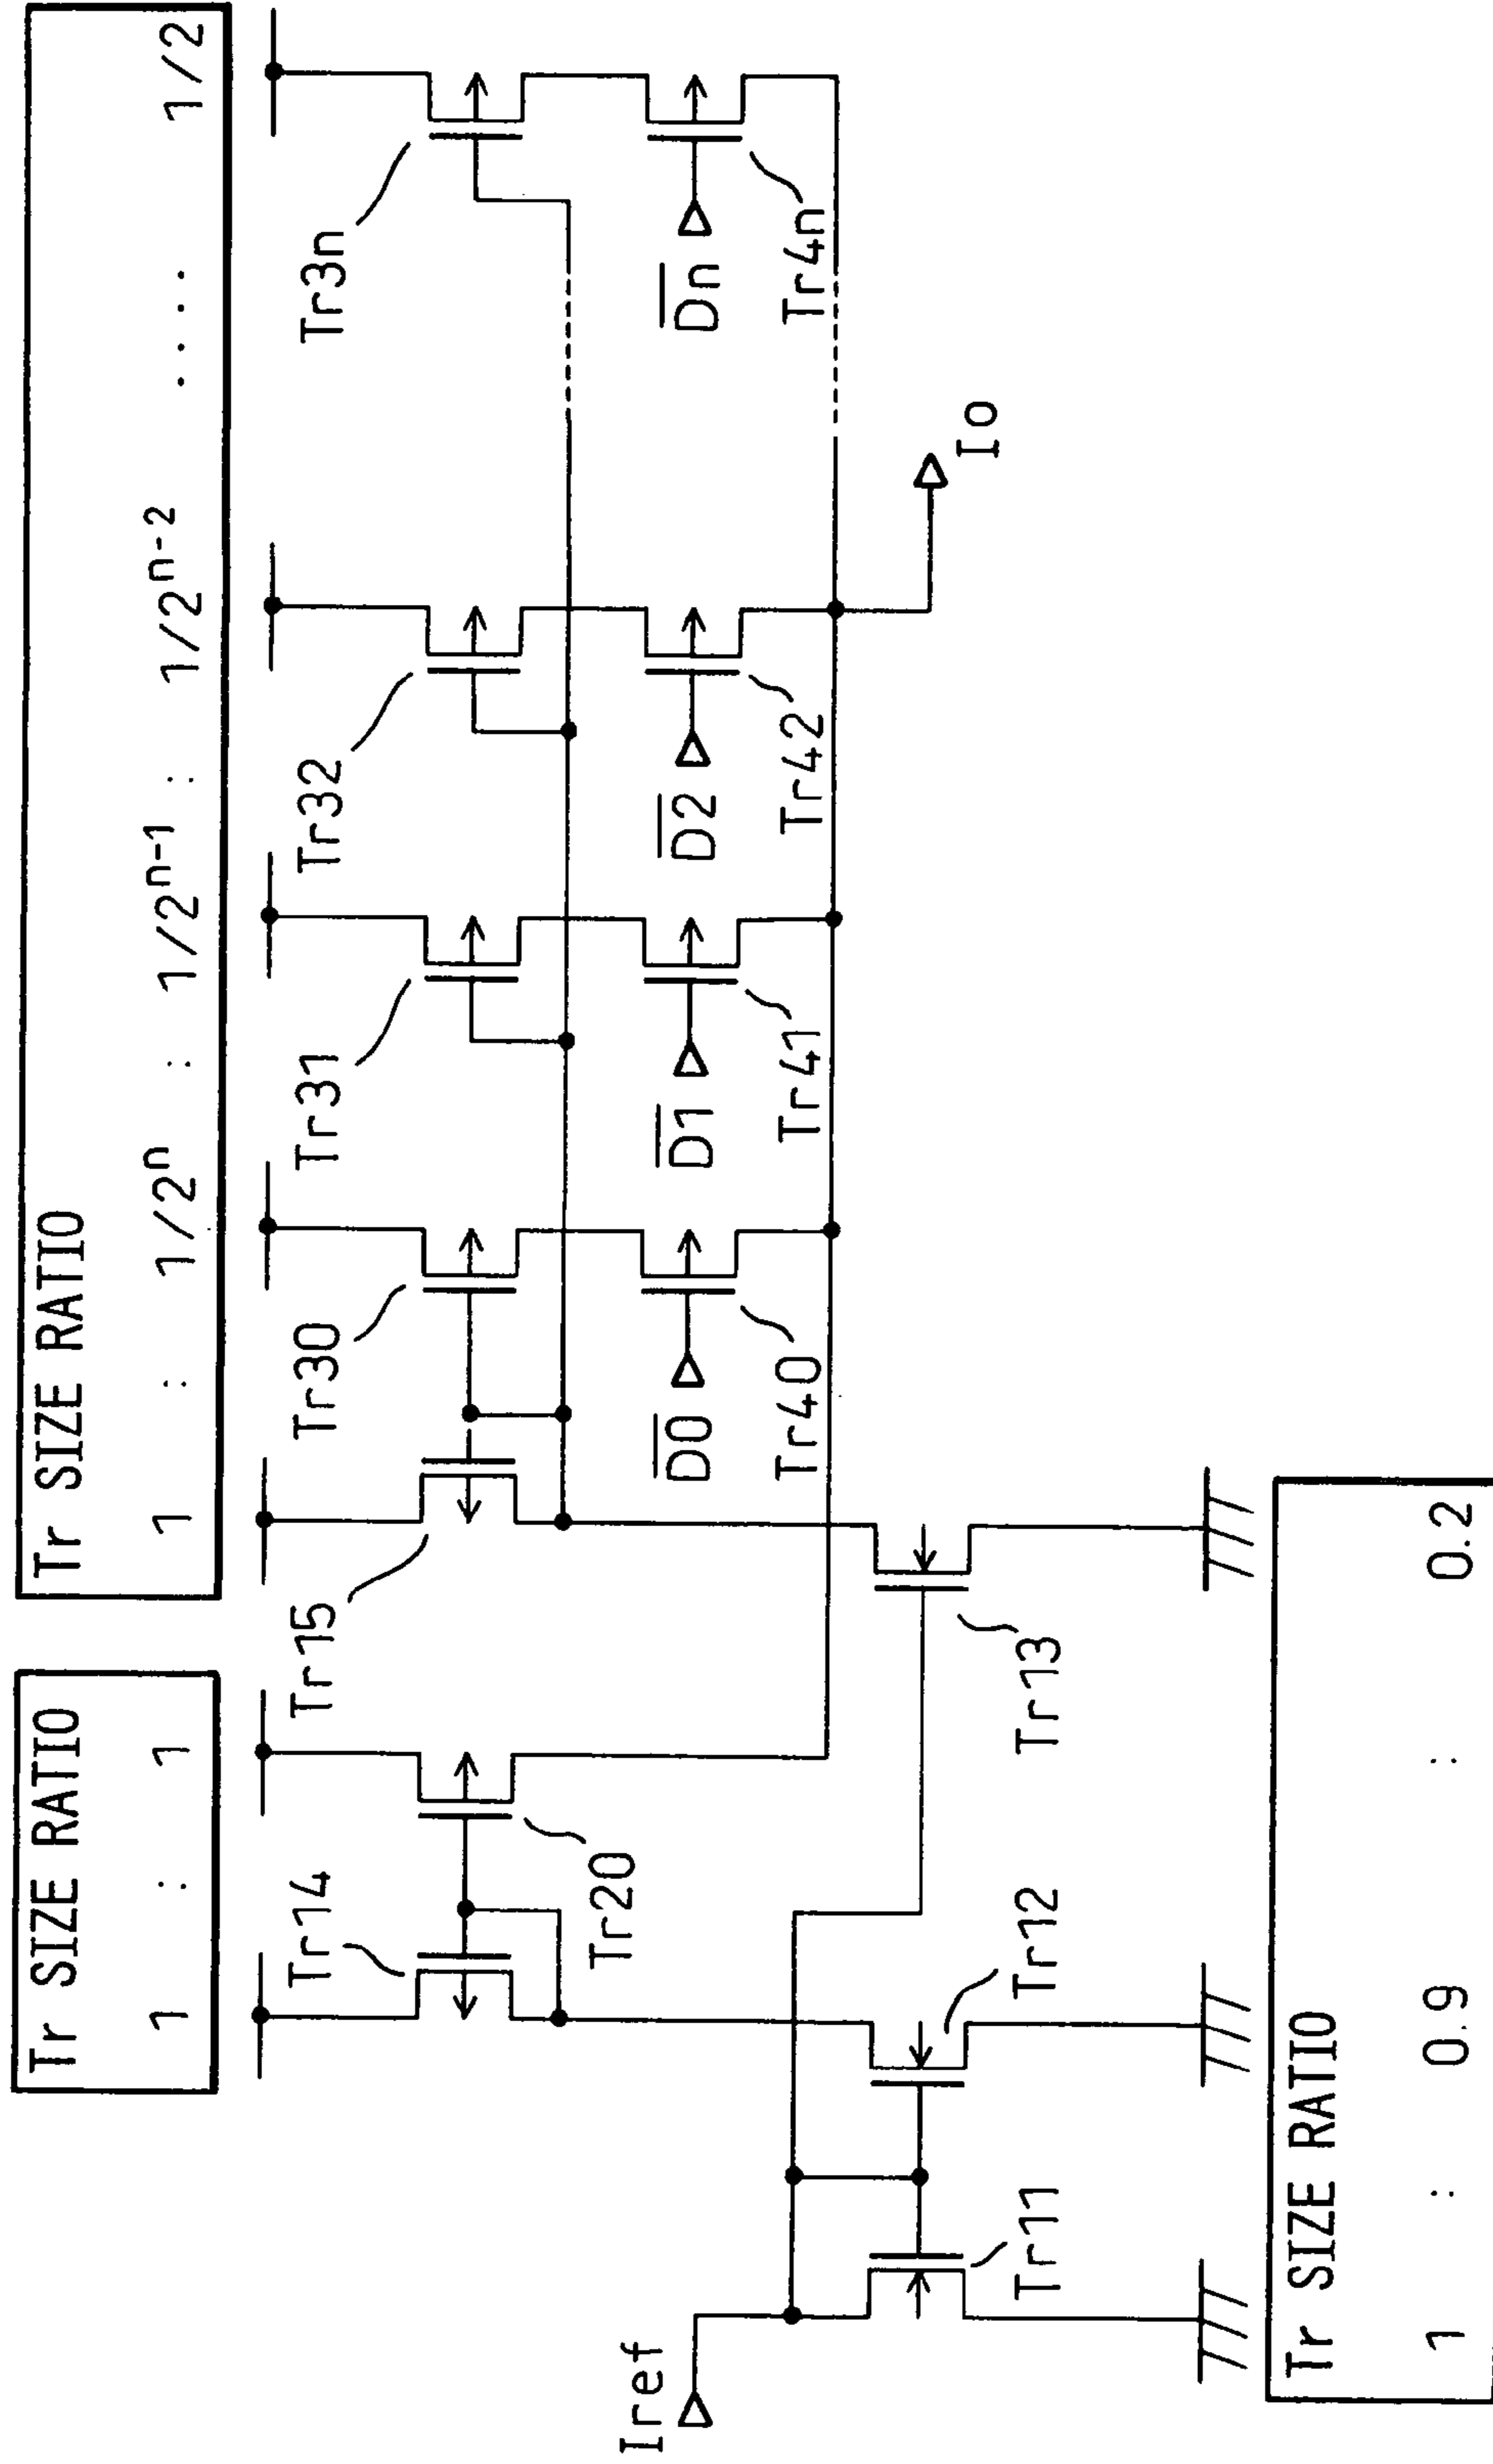 Tr SIZE RATIO
1 : 1
Tr SIZE RATIO
1 : 1/2ⁿ : 1/2ⁿ⁻¹ : 1/2ⁿ⁻² ···· 1/2
Tr14
Tr20
Tr15
Tr30
Tr31
Tr32
Tr3n
D̅0̅
D̅1̅
D̅2̅
D̅n̅
Tr40
Tr41
Tr42
Tr4n
Iref
Io
Tr11
Tr12
Tr13
Tr SIZE RATIO
1 : 0.9 : 0.2